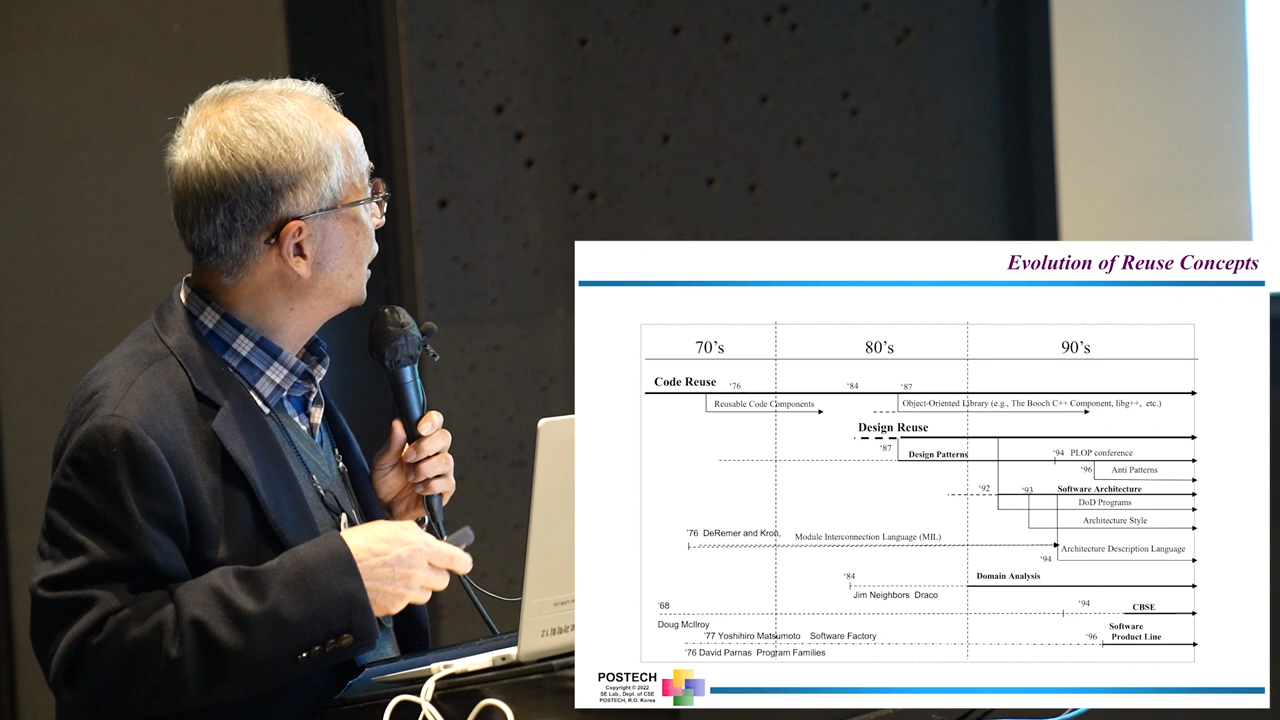 Evolution of Reuse Concepts
70's 80's 90's
Code Reuse '76 '84 '87
Reusable Code Components Object-Oriented Library (e.g., The Booch C++ Component, libg++, etc.)
Design Reuse
'87 Design Patterns '94 PLOP conference
'96 Anti Patterns
'92 '93 Software Architecture
DoD Programs
Architecture Style
'76 DeRemer and Kron, Module Interconnection Language (MIL)
'94 Architecture Description Language
'84 Domain Analysis
Jim Neighbors Draco
'68 '94 CBSE
Doug McIlroy
Software
'77 Yoshihiro Matsumoto Software Factory '96 Product Line
'76 David Parnas Program Families
POSTECH
Copyright © 2022
SE Lab., Dept. of CSE
POSTECH, R.O. Korea